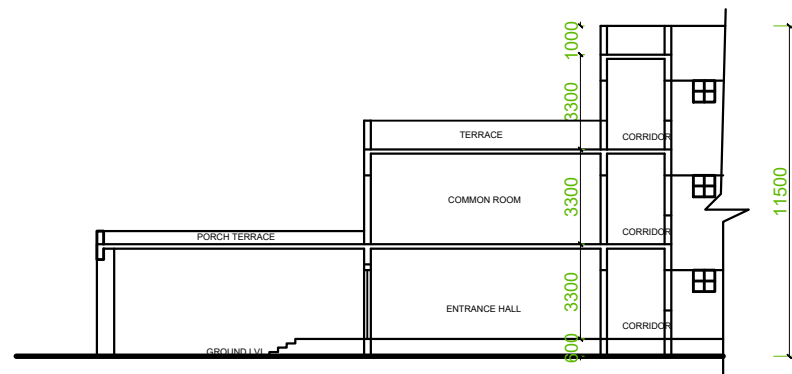 1000
3300
TERRACE
CORRIDOR
11500
COMMON ROOM
3300
CORRIDOR
PORCH TERRACE
3300
ENTRANCE HALL
CORRIDOR
GROUND LVL
600